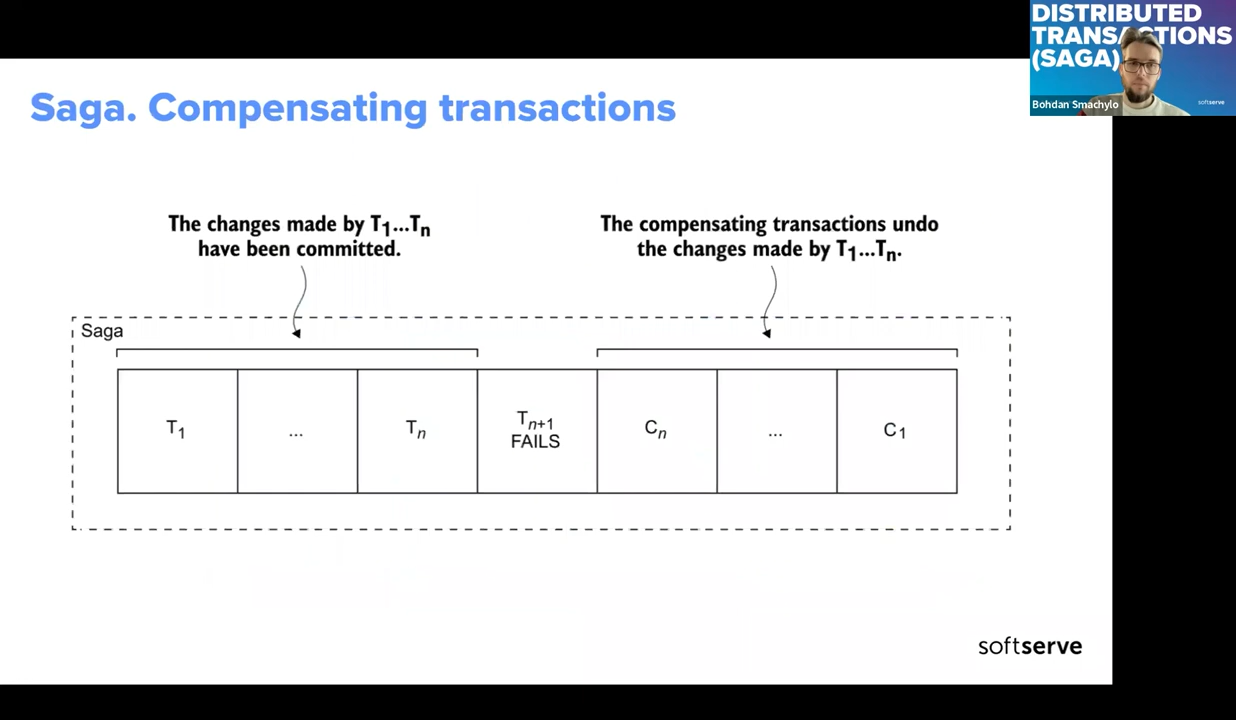 DISTRIBUTED
TRANSACTIONS
(SAGA)
Bohdan Smachylo
softserve
Saga. Compensating transactions
The changes made by T1...Tn
have been committed.
The compensating transactions undo
the changes made by T1...Tn.
Saga
T1
...
Tn
Tn+1
FAILS
Cn
...
C1
softserve